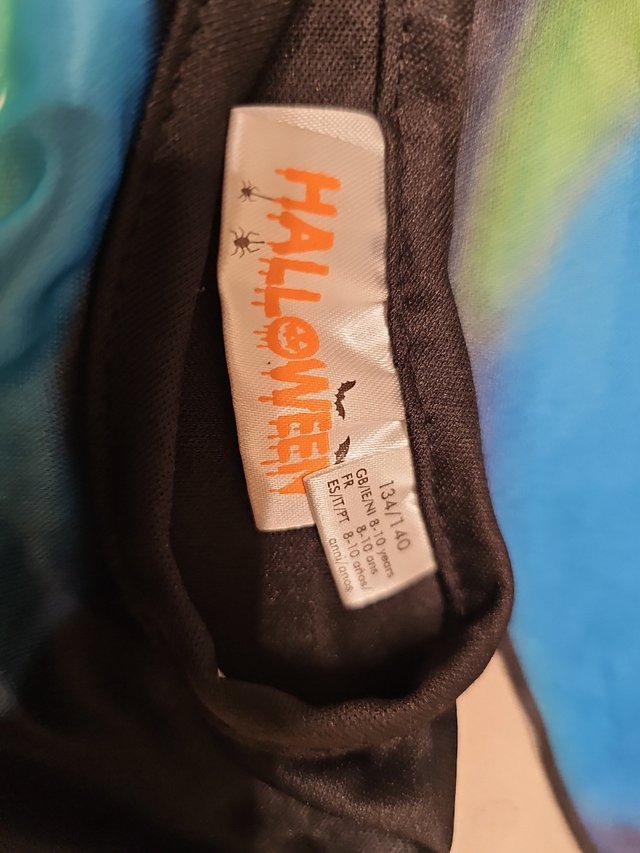 HALLOWEEN
134/140
GB/IE/NI 8-10 years
FR 8-10 ans
ES/IT/PT 8-10 años/
anni/anos